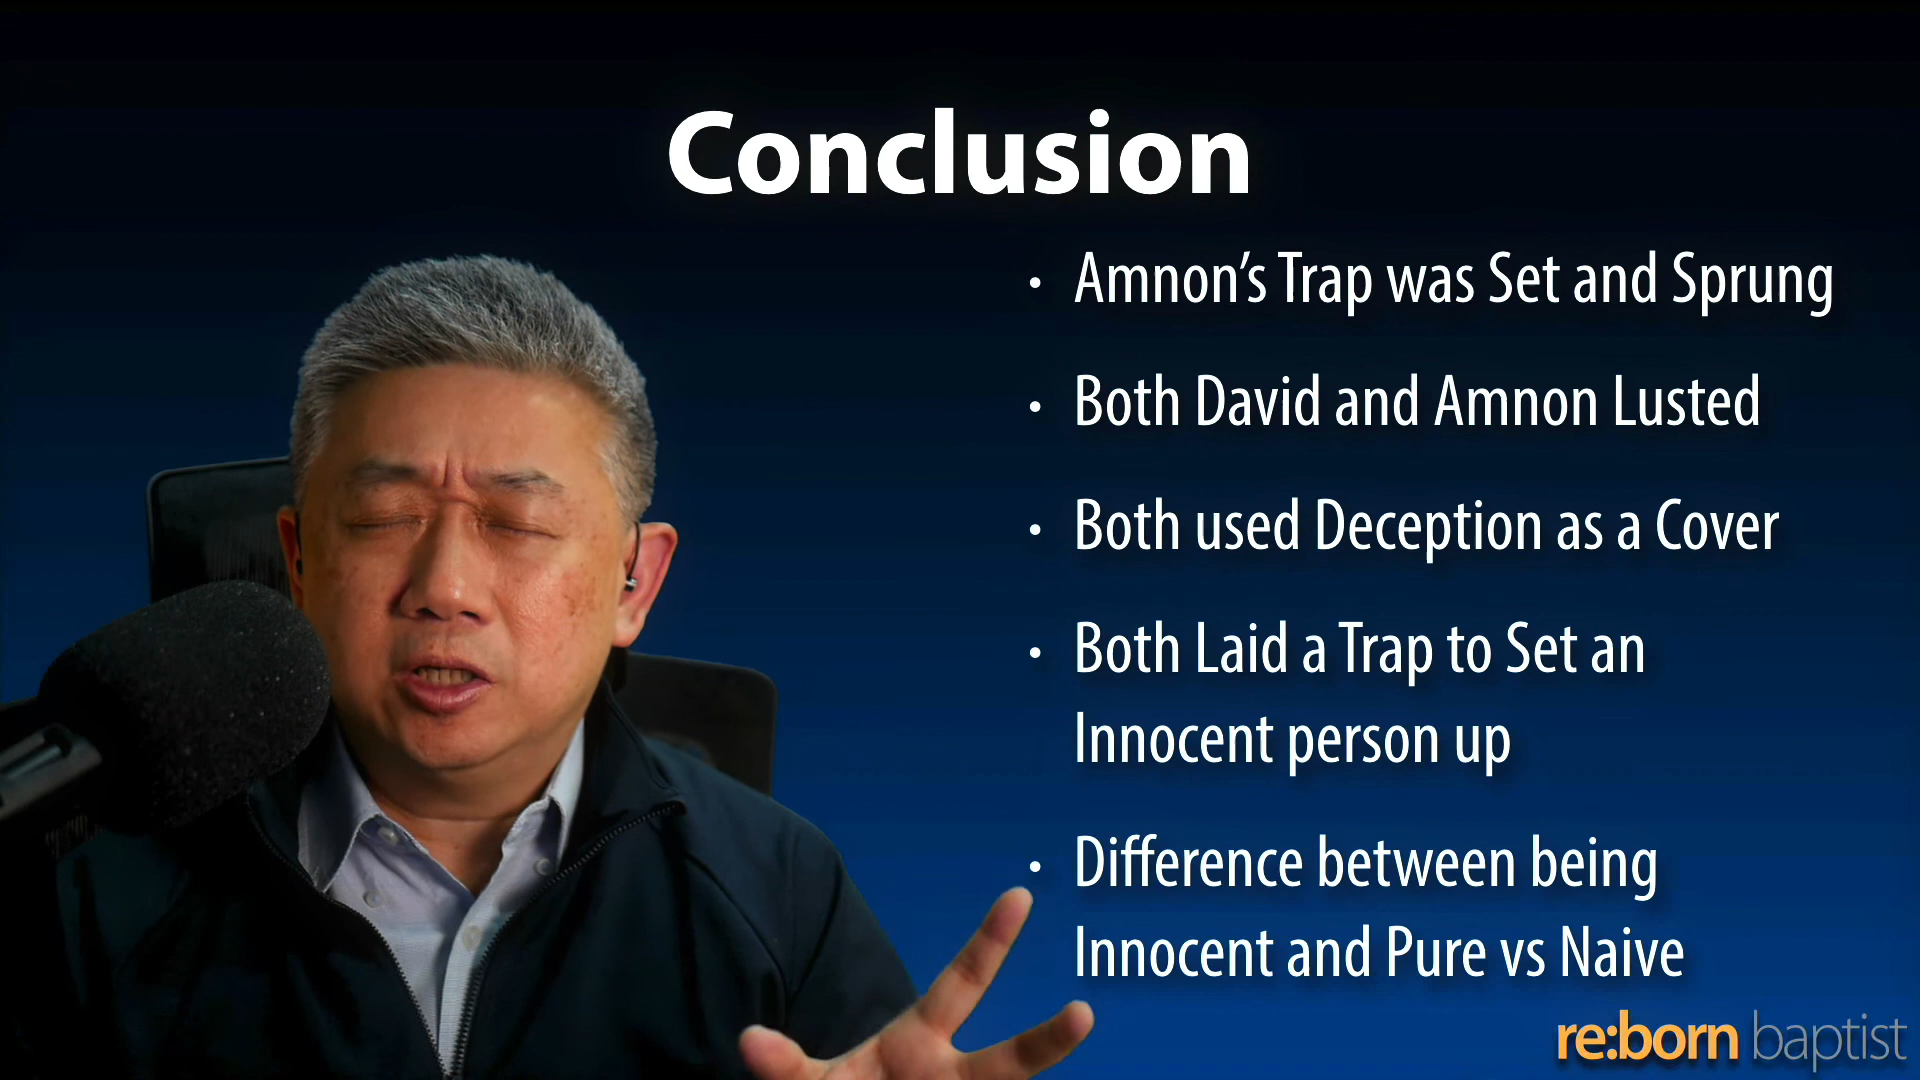 Conclusion
• Amnon’s Trap was Set and Sprung
• Both David and Amnon Lusted
• Both used Deception as a Cover
• Both Laid a Trap to Set an
Innocent person up
• Difference between being
Innocent and Pure vs Naive
re:born baptist